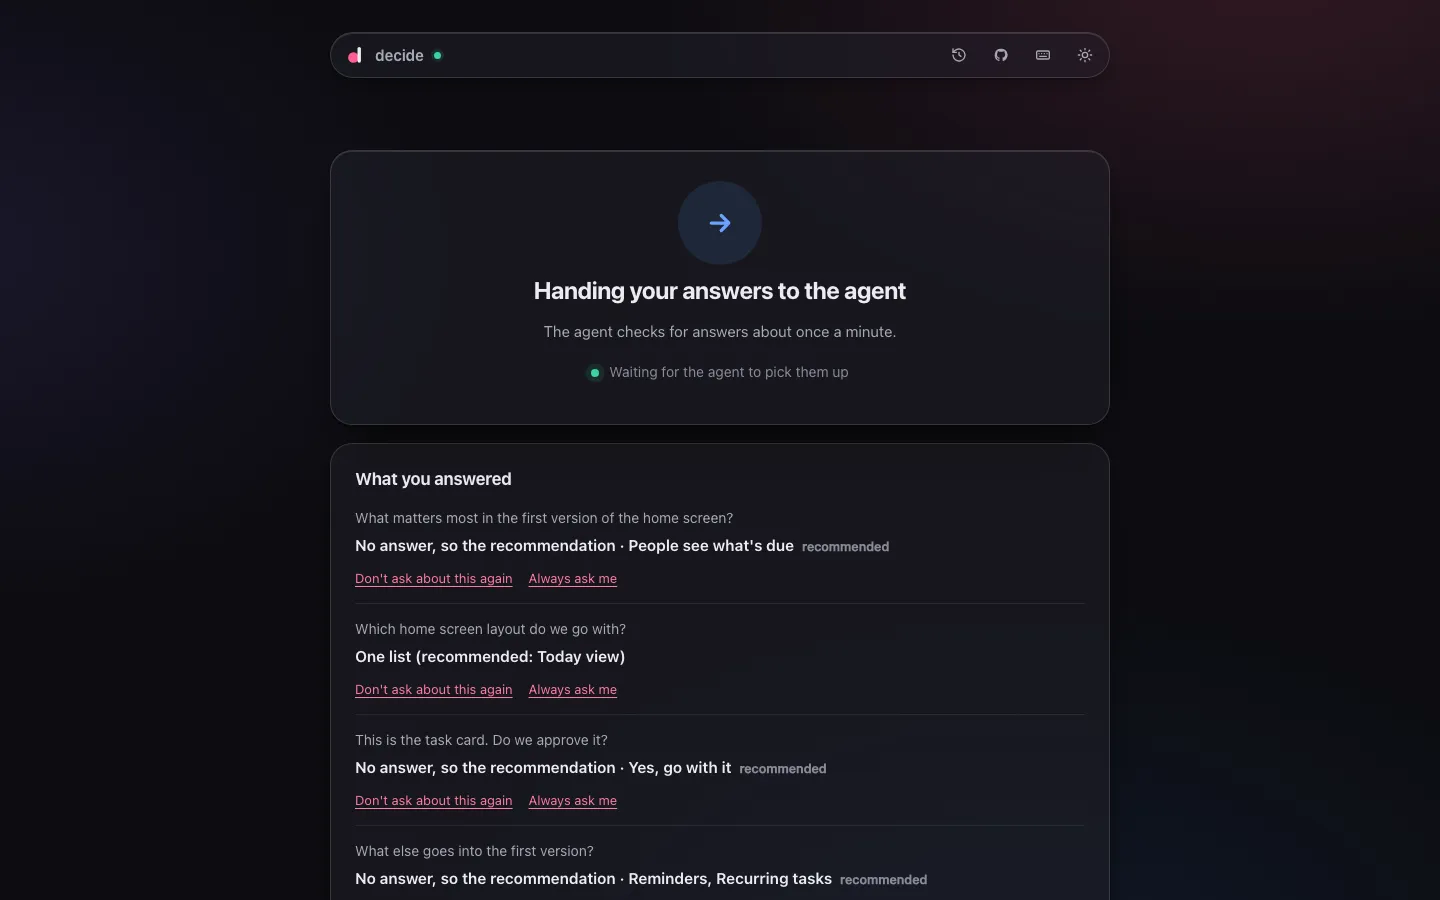 decide
Handing your answers to the agent
The agent checks for answers about once a minute.
Waiting for the agent to pick them up
What you answered
What matters most in the first version of the home screen?
No answer, so the recommendation · People see what's due recommended
Don't ask about this again Always ask me
Which home screen layout do we go with?
One list (recommended: Today view)
Don't ask about this again Always ask me
This is the task card. Do we approve it?
No answer, so the recommendation · Yes, go with it recommended
Don't ask about this again Always ask me
What else goes into the first version?
No answer, so the recommendation · Reminders, Recurring tasks recommended